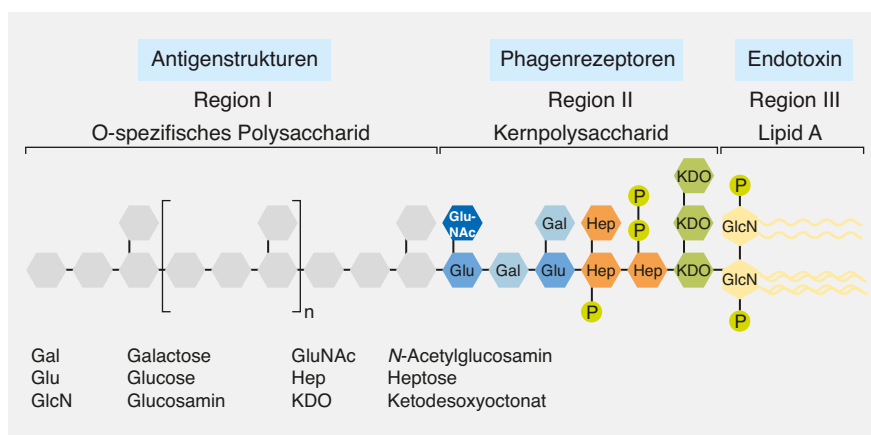 Antigenstrukturen Phagenrezeptoren Endotoxin
Region I Region II Region III
O-spezifisches Polysaccharid Kernpolysaccharid Lipid A
KDO
P P P
Glu-
NAc Gal Hep P KDO GlcN
Glu Gal Glu Hep Hep KDO GlcN
n P P
Gal Galactose GluNAc N-Acetylglucosamin
Glu Glucose Hep Heptose
GlcN Glucosamin KDO Ketodesoxyoctonat